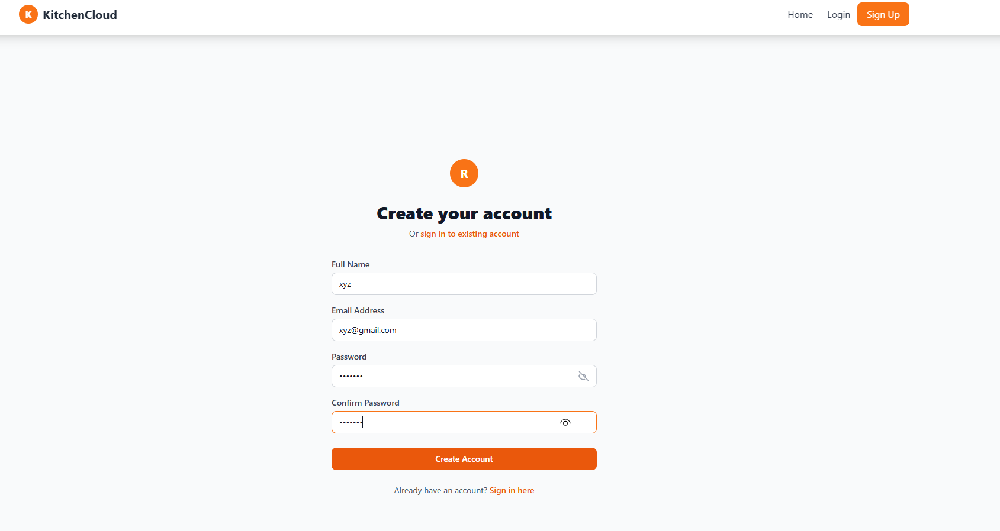 K KitchenCloud Home Login Sign Up
R
Create your account
Or sign in to existing account
Full Name
xyz
Email Address
xyz@gmail.com
Password
•••••••
Confirm Password
•••••••
Create Account
Already have an account? Sign in here